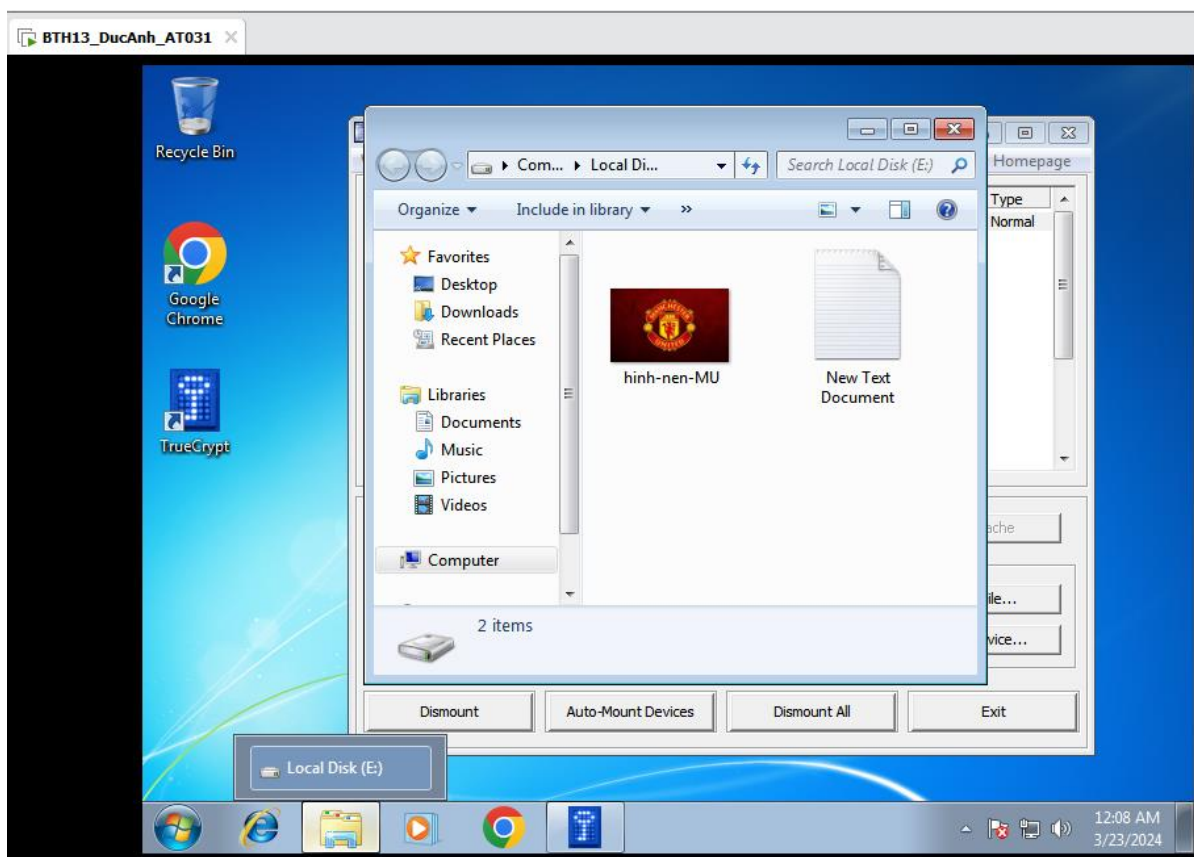 BTH13_DucAnh_AT031
Recycle Bin
Google
Chrome
TrueCrypt
Com... Local Di...
Search Local Disk (E:)
Homepage
Organize
Include in library
»
Type
Normal
Favorites
Desktop
Downloads
Recent Places
Libraries
Documents
Music
Pictures
Videos
Computer
MANCHESTER
UNITED
hinh-nen-MU
New Text
Document
2 items
ache
ile...
vice...
Dismount
Auto-Mount Devices
Dismount All
Exit
Local Disk (E:)
12:08 AM
3/23/2024